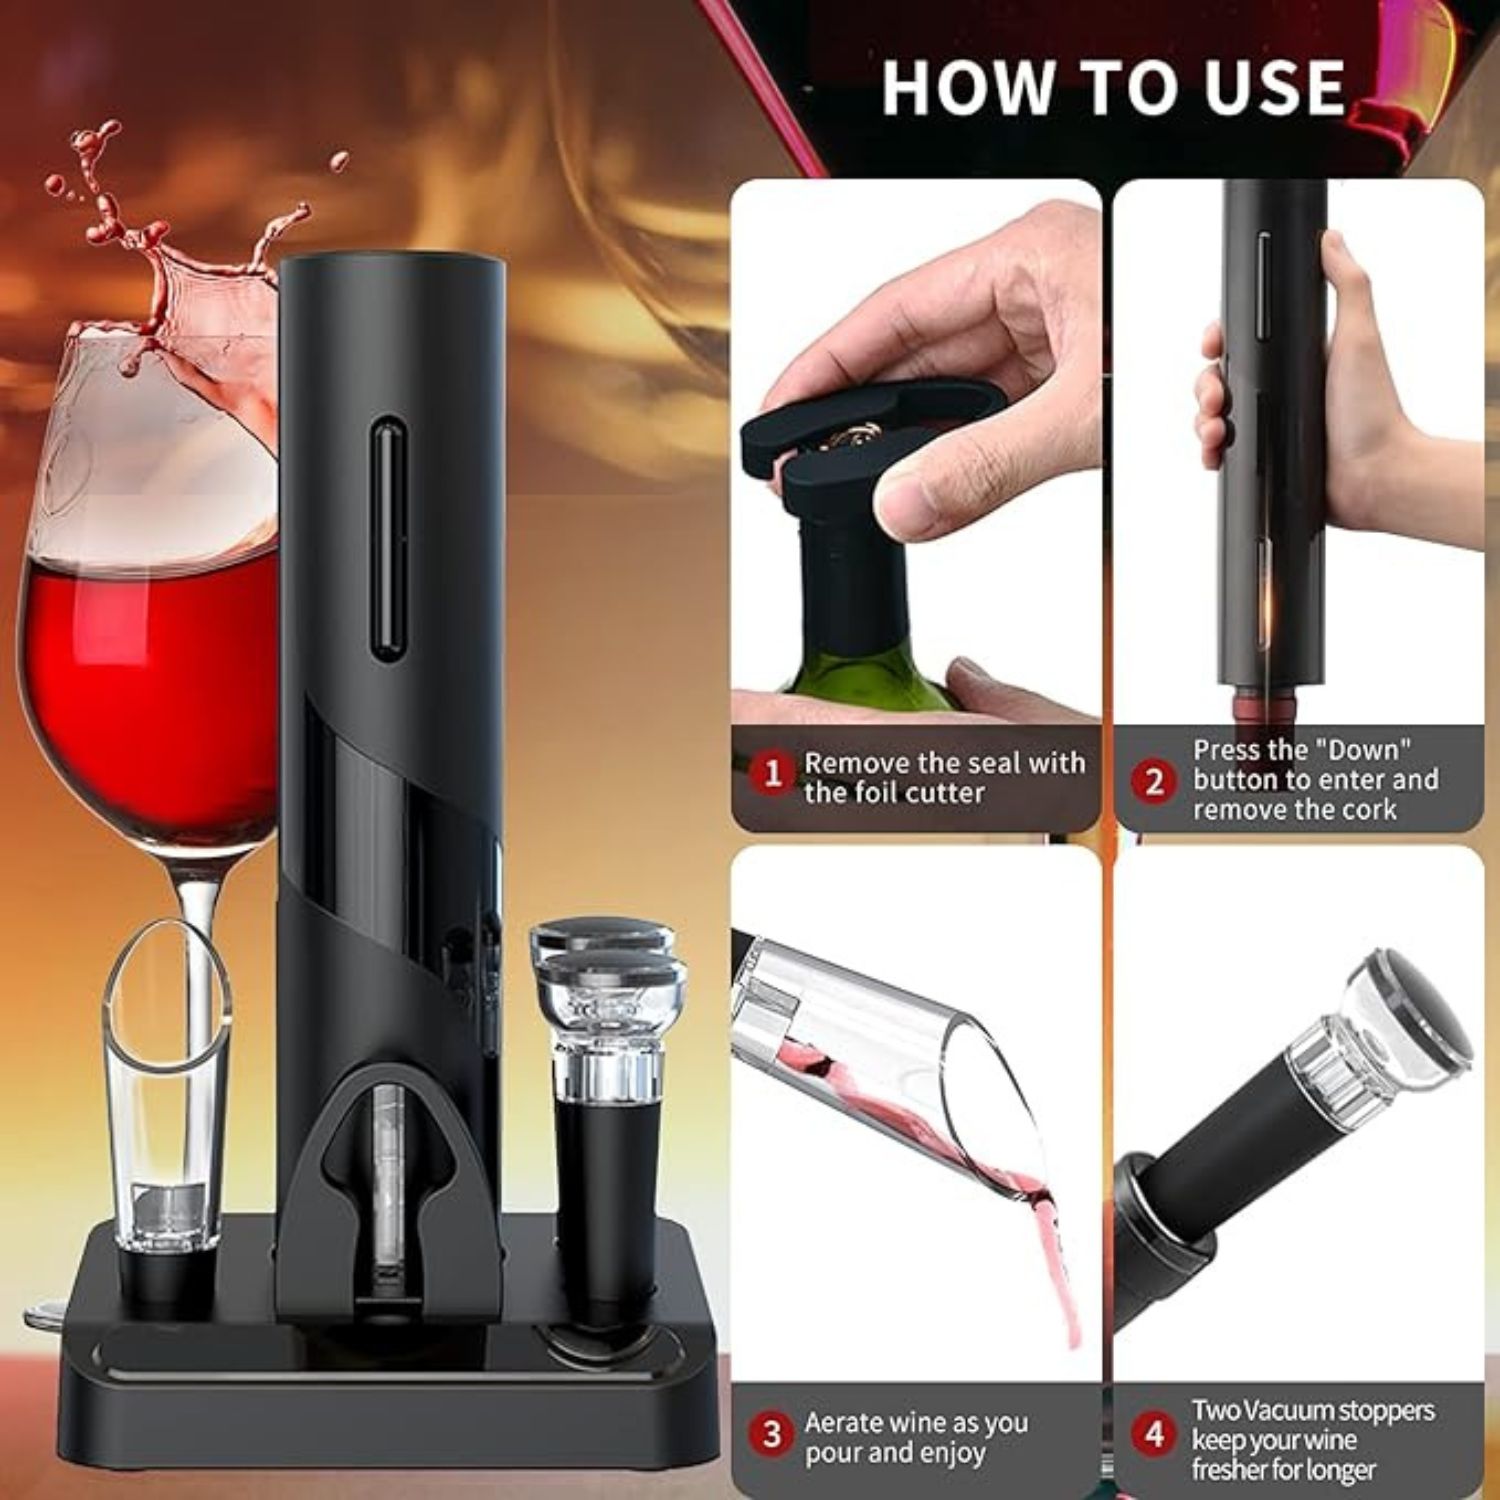 HOW TO USE
1
Remove the seal with
the foil cutter
2
Press the "Down"
button to enter and
remove the cork
3
Aerate wine as you
pour and enjoy
4
Two Vacuum stoppers
keep your wine
fresher for longer